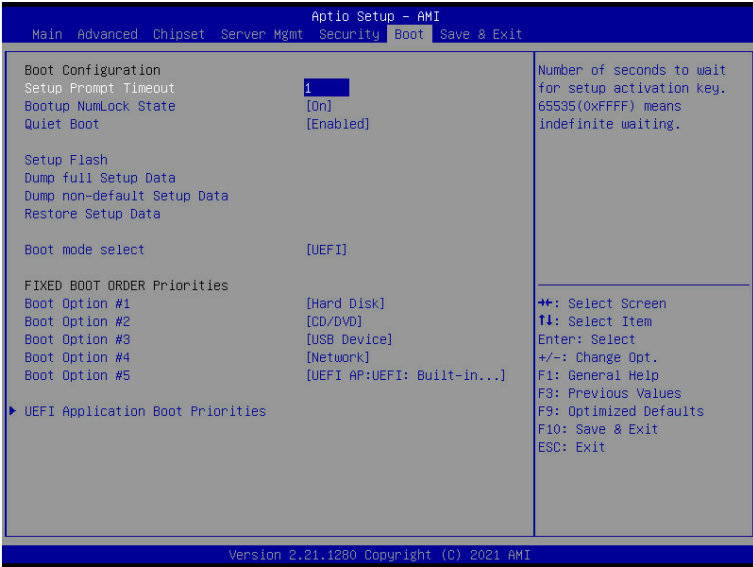 Aptio Setup – AMI
Main Advanced Chipset Server Mgmt Security Boot Save & Exit
Boot Configuration
Setup Prompt Timeout 1
Bootup NumLock State [On]
Quiet Boot [Enabled]
Setup Flash
Dump full Setup Data
Dump non-default Setup Data
Restore Setup Data
Boot mode select [UEFI]
FIXED BOOT ORDER Priorities
Boot Option #1 [Hard Disk]
Boot Option #2 [CD/DVD]
Boot Option #3 [USB Device]
Boot Option #4 [Network]
Boot Option #5 [UEFI AP:UEFI: Built-in...]
UEFI Application Boot Priorities
Number of seconds to wait
for setup activation key.
65535(0xFFFF) means
indefinite waiting.
→←: Select Screen
↑↓: Select Item
Enter: Select
+/-: Change Opt.
F1: General Help
F3: Previous Values
F9: Optimized Defaults
F10: Save & Exit
ESC: Exit
Version 2.21.1280 Copyright (C) 2021 AMI